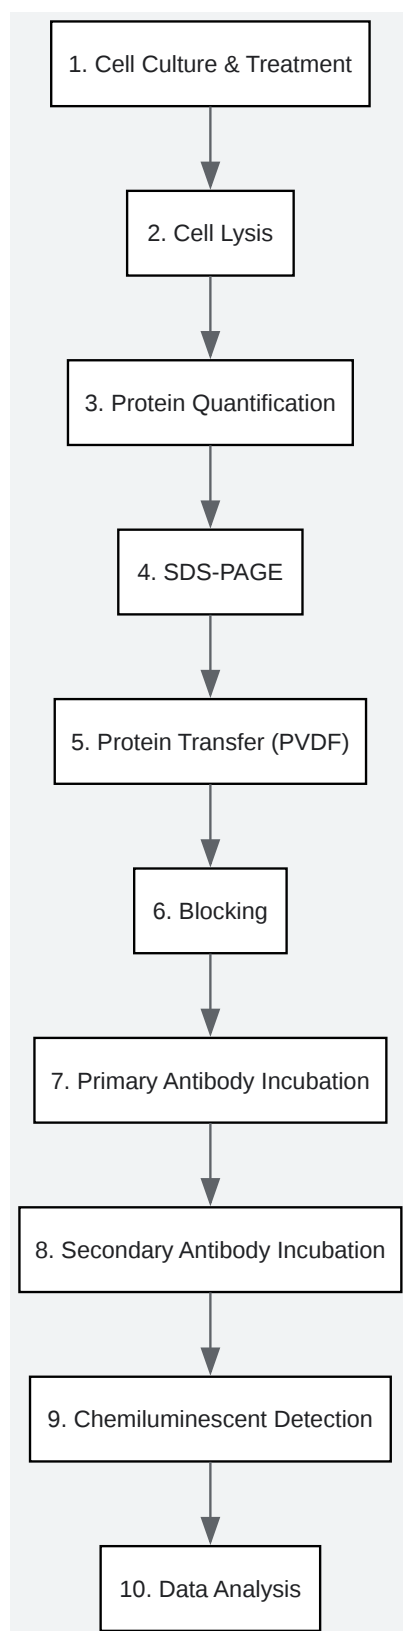 1. Cell Culture & Treatment
2. Cell Lysis
3. Protein Quantification
4. SDS-PAGE
5. Protein Transfer (PVDF)
6. Blocking
7. Primary Antibody Incubation
8. Secondary Antibody Incubation
9. Chemiluminescent Detection
10. Data Analysis